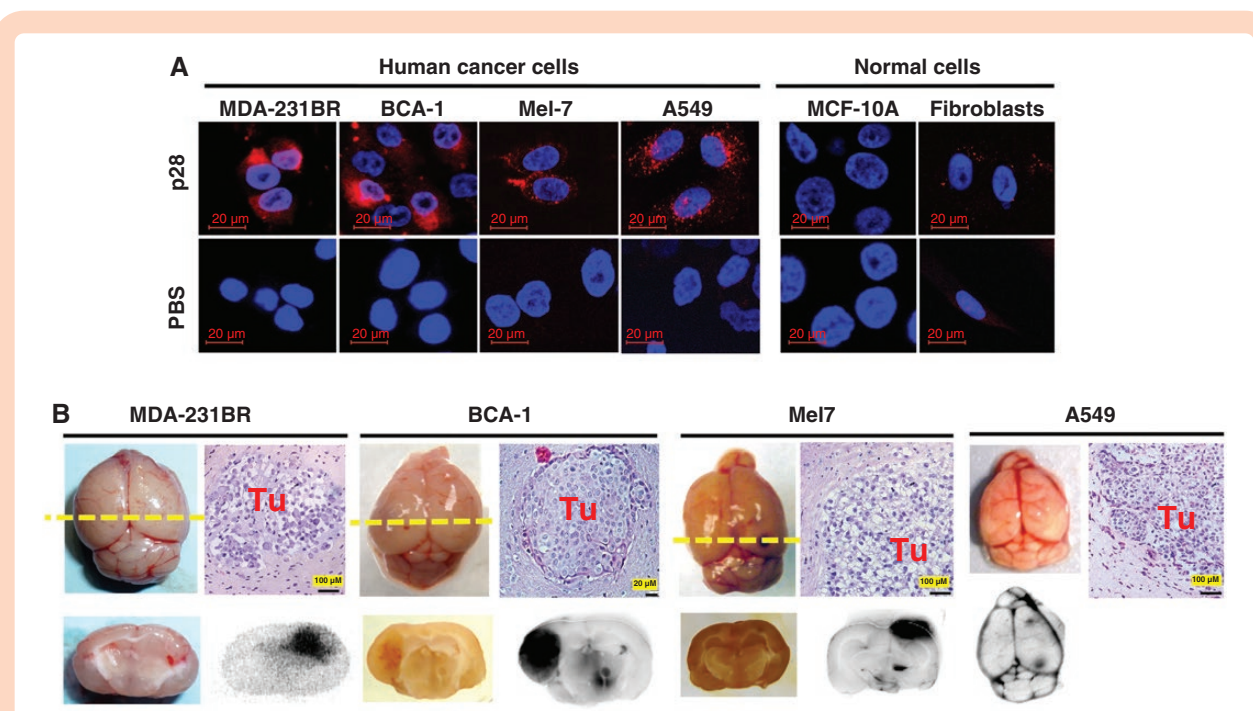 A
Human cancer cells
Normal cells
MDA-231BR BCA-1 Mel-7 A549 MCF-10A Fibroblasts
p28
20 µm 20 µm 20 µm 20 µm 20 µm 20 µm
PBS
20 µm 20 µm 20 µm 20 µm 20 µm 20 µm
B
MDA-231BR BCA-1 Mel7 A549
Tu Tu Tu Tu
100 µM 20 µM 100 µM 100 µM